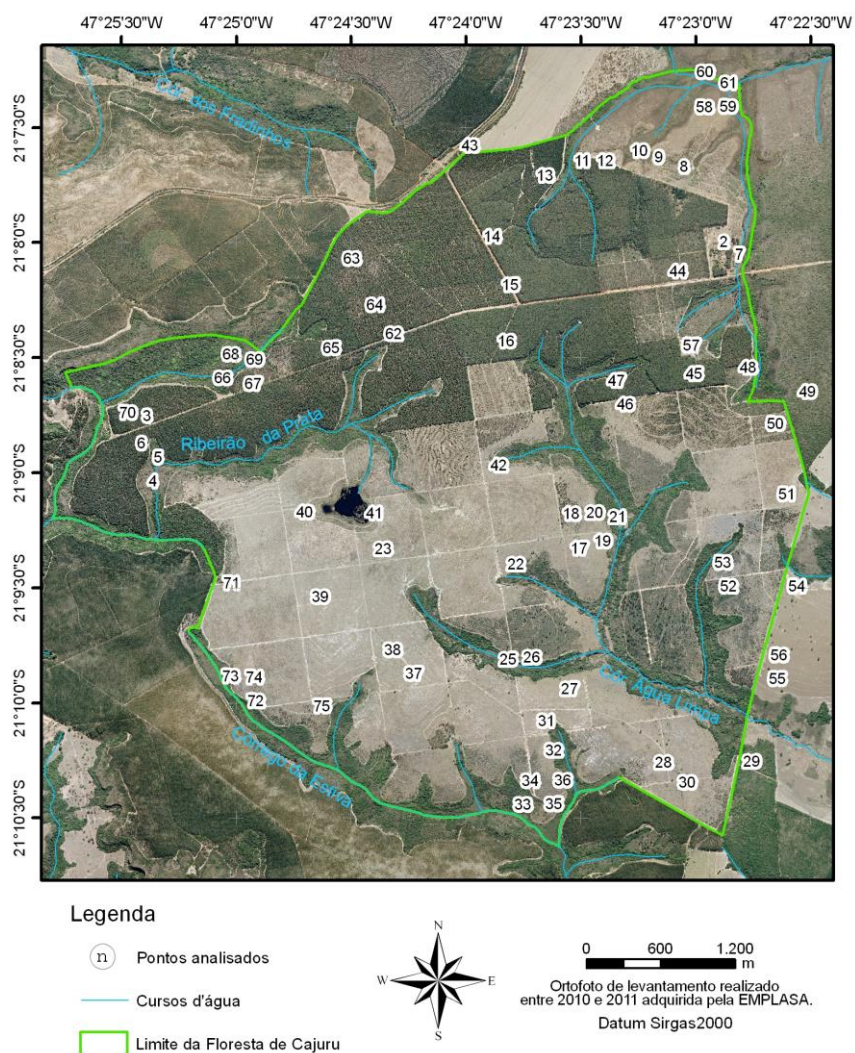 47°25'30"W 47°25'0"W 47°24'30"W 47°24'0"W 47°23'30"W 47°23'0"W 47°22'30"W
60
61
58 59
Cór. dos Fradinhos
21°7'30"S
43
10
11 12 9
13 8
14 2
21°8'0"S
7
63
44
15
64
62
16 57
65
68 69
21°8'30"S
48
66 67
47 45
49
46
70 3
50
6
Ribeirão da Prata
5
42
21°9'0"S
4
51
40 41
20 21
19
23 17
22 53
21°9'30"S
71 52 54
39
38
25 26 56
37
73 74 55
27
72
75
Cór. Água Limpa
21°10'0"S
31
32
28 29
34 36 30
33 35
Córrego da Estiva
21°10'30"S
Legenda
n Pontos analisados
Cursos d'água
Limite da Floresta de Cajuru
N
W E
S
0 600 1.200
m
Ortofoto de levantamento realizado
entre 2010 e 2011 adquirida pela EMPLASA.
Datum Sirgas2000